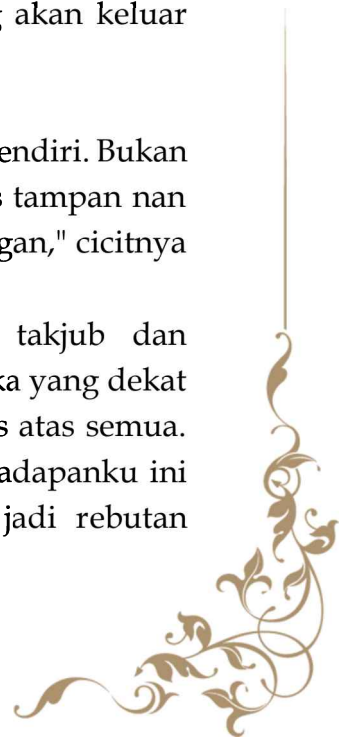 akan keluar
endiri. Bukan
tampan nan
gan," cicitnya
takjub dan
ka yang dekat
s atas semua.
adapanku ini
jadi rebutan